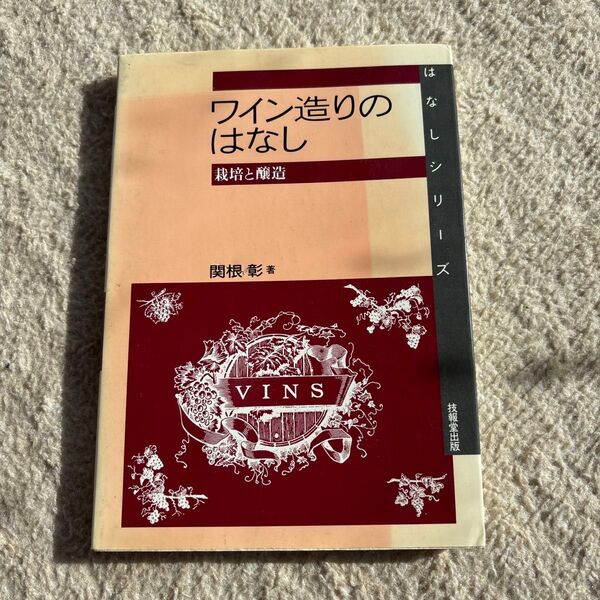 ワイン造りの
はなし
栽培と醸造
関根 彰 著
VINS
はなしシリーズ
技報堂出版